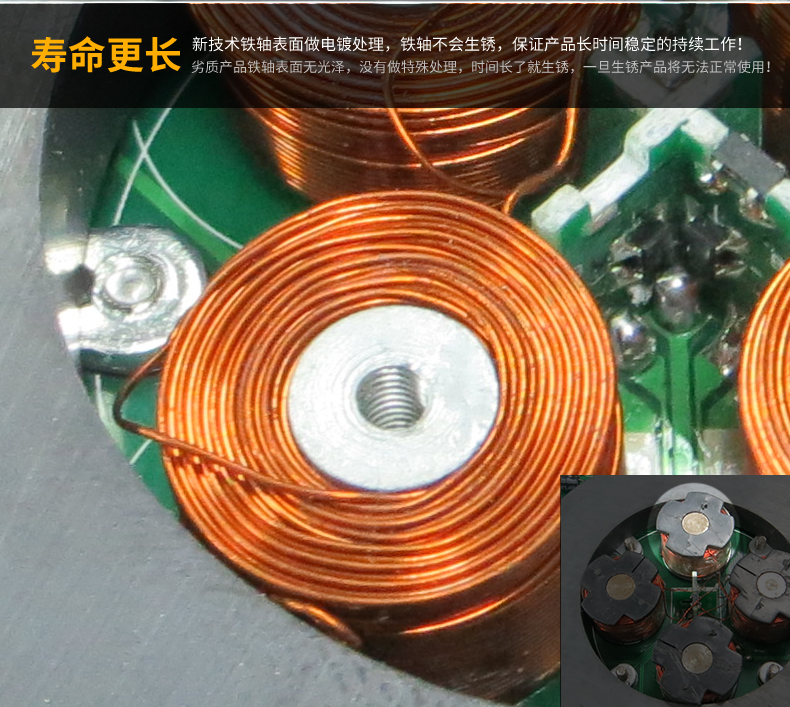 寿命更长
新技术铁轴表面做电镀处理，铁轴不会生锈，保证产品长时间稳定的持续工作！
劣质产品铁轴表面无光泽，没有做特殊处理，时间长了就生锈，一旦生锈产品将无法正常使用！